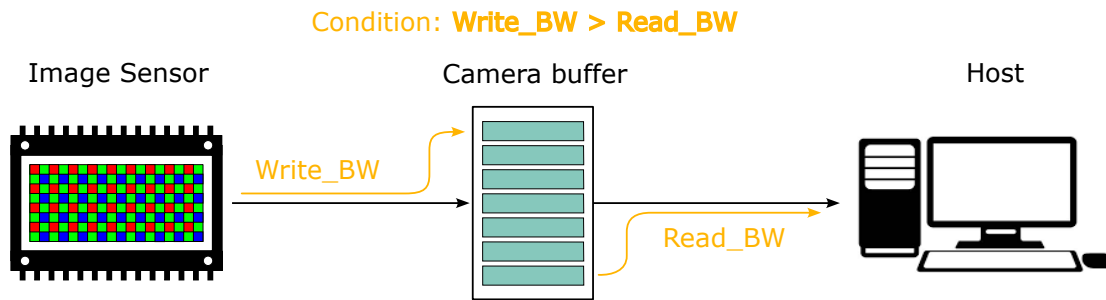 Condition: Write_BW > Read_BW
Image Sensor
Camera buffer
Host
Write_BW
Read_BW